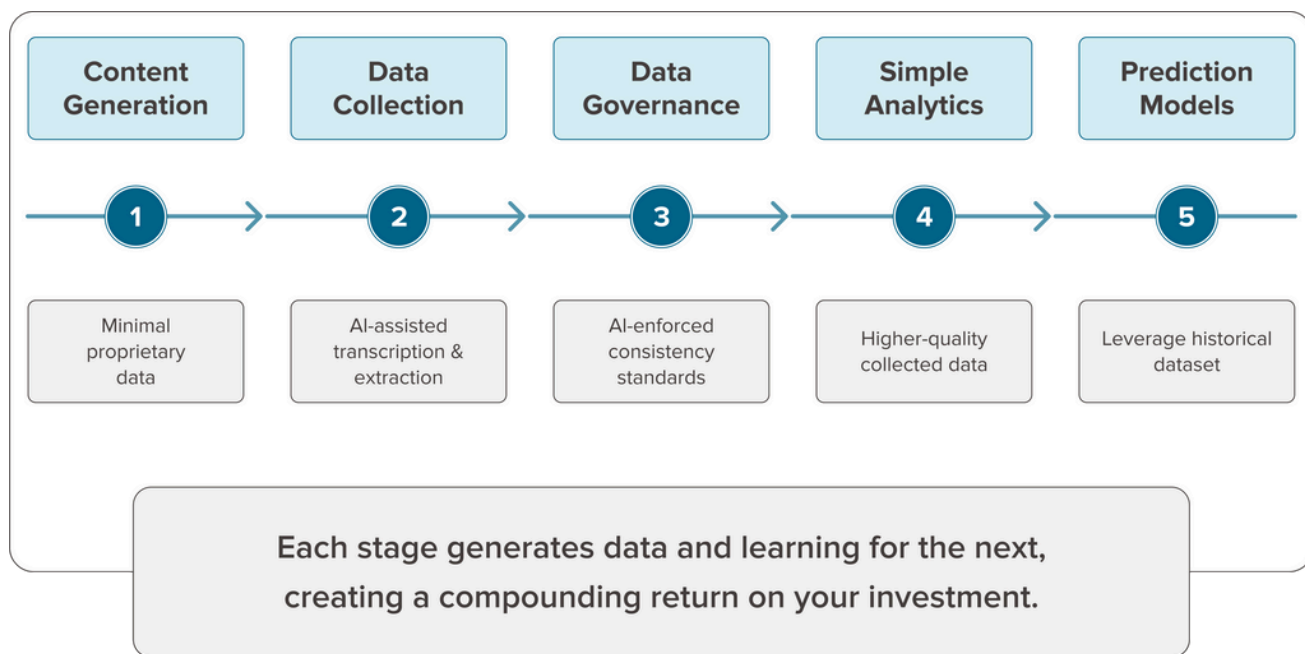 Content
Generation
Data
Collection
Data
Governance
Simple
Analytics
Prediction
Models
1
2
3
4
5
Minimal
proprietary
data
AI-assisted
transcription &
extraction
AI-enforced
consistency
standards
Higher-quality
collected data
Leverage historical
dataset
Each stage generates data and learning for the next,
creating a compounding return on your investment.